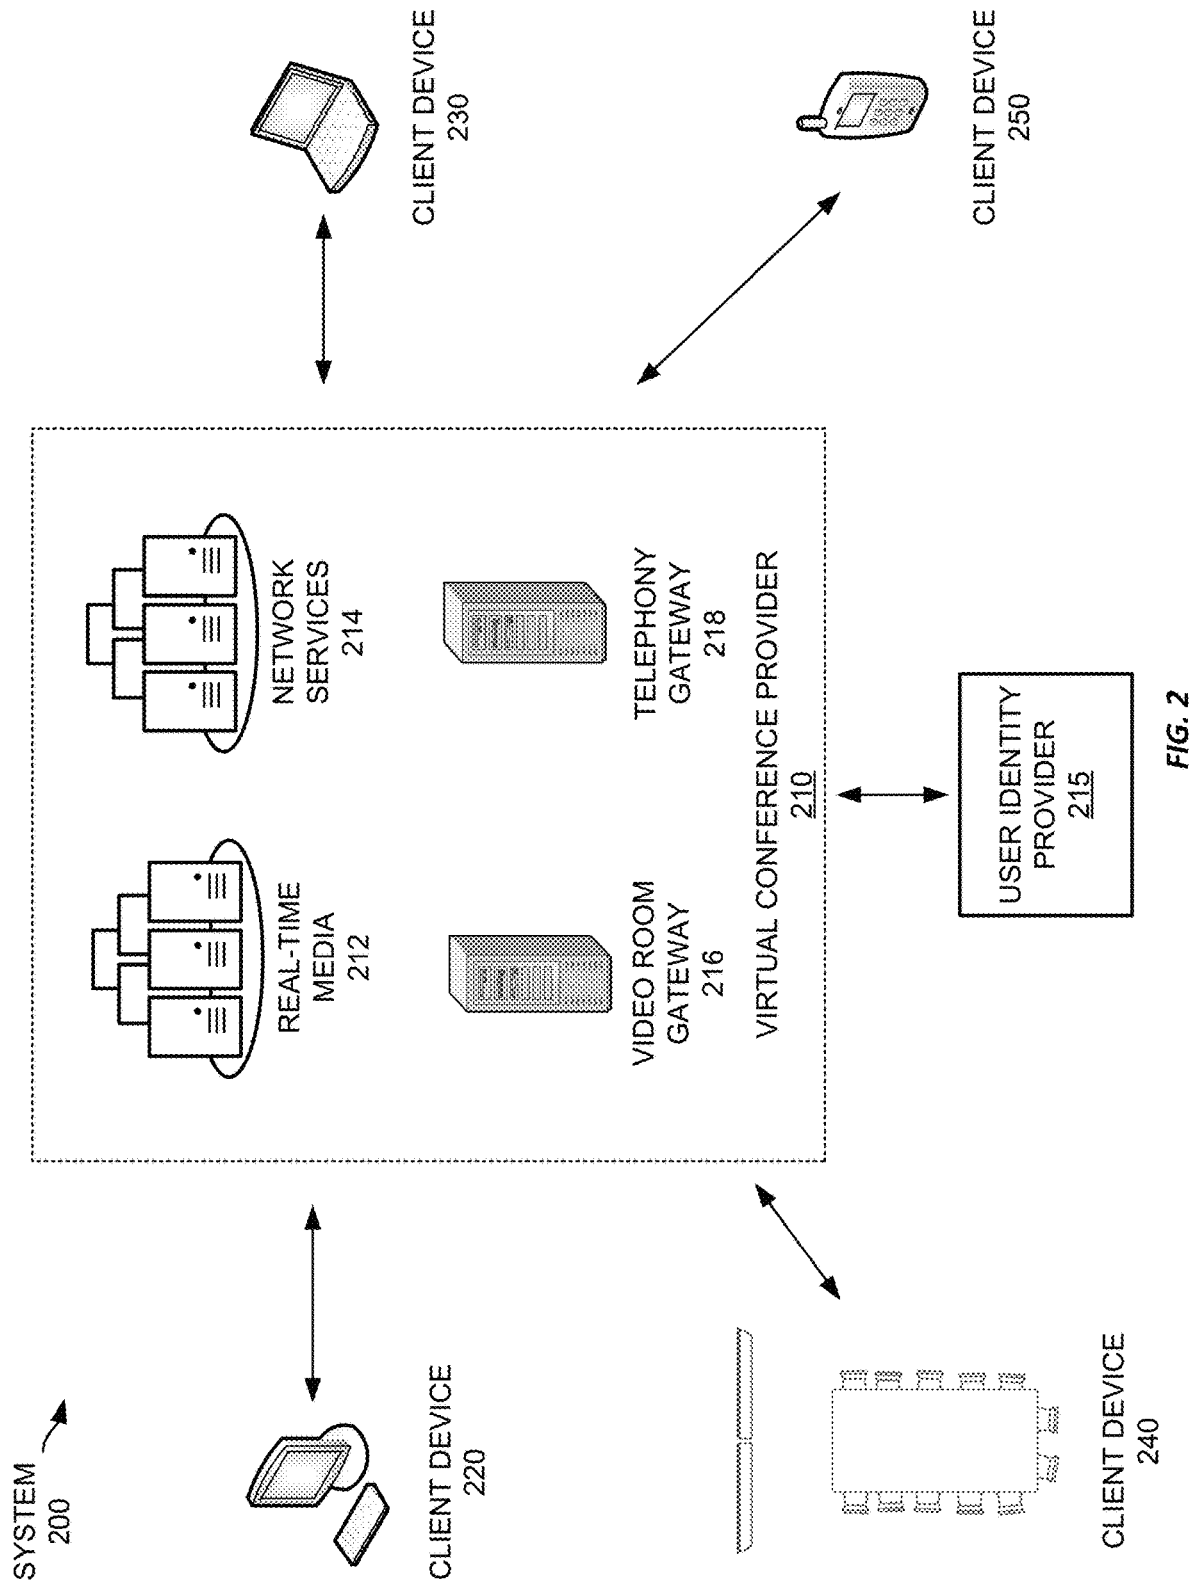 SYSTEM
200
REAL-TIME
MEDIA
212
NETWORK
SERVICES
214
CLIENT DEVICE
220
CLIENT DEVICE
230
VIDEO ROOM
GATEWAY
216
TELEPHONY
GATEWAY
218
VIRTUAL CONFERENCE PROVIDER
210
CLIENT DEVICE
240
USER IDENTITY
PROVIDER
215
CLIENT DEVICE
250
FIG. 2